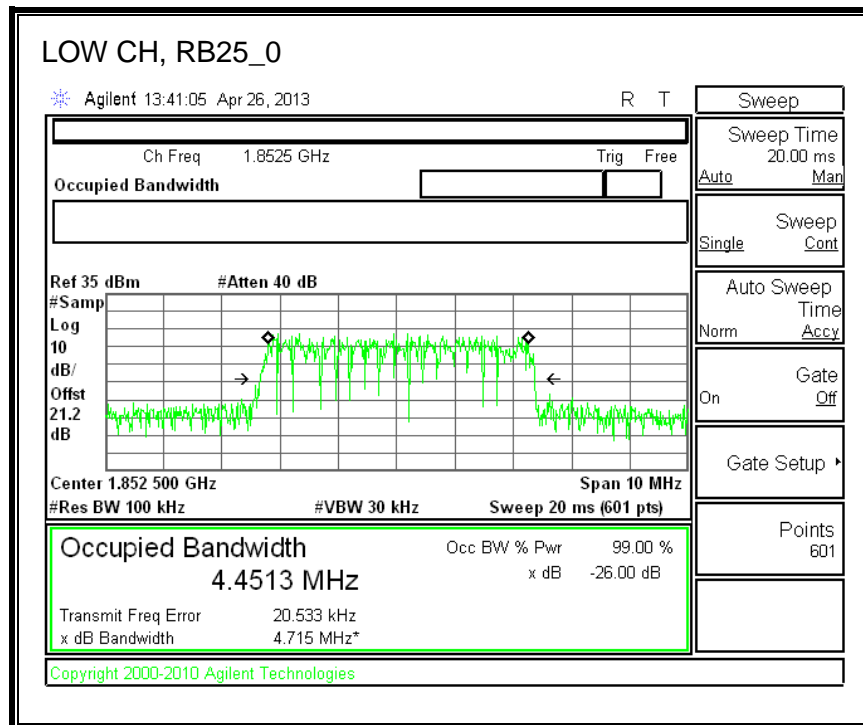 LOW CH, RB25_0
Agilent 13:41:05 Apr 26, 2013 R T
Ch Freq 1.8525 GHz Trig Free
Occupied Bandwidth
Ref 35 dBm #Atten 40 dB
#Samp
Log
10
dB/
Offst
21.2
dB
Center 1.852 500 GHz Span 10 MHz
#Res BW 100 kHz #VBW 30 kHz Sweep 20 ms (601 pts)
Occupied Bandwidth Occ BW % Pwr 99.00 %
4.4513 MHz x dB -26.00 dB
Transmit Freq Error 20.533 kHz
x dB Bandwidth 4.715 MHz*
Copyright 2000-2010 Agilent Technologies
Sweep
Sweep Time
20.00 ms
Auto Man
Sweep
Single Cont
Auto Sweep
Time
Norm Accy
Gate
On Off
Gate Setup
Points
601